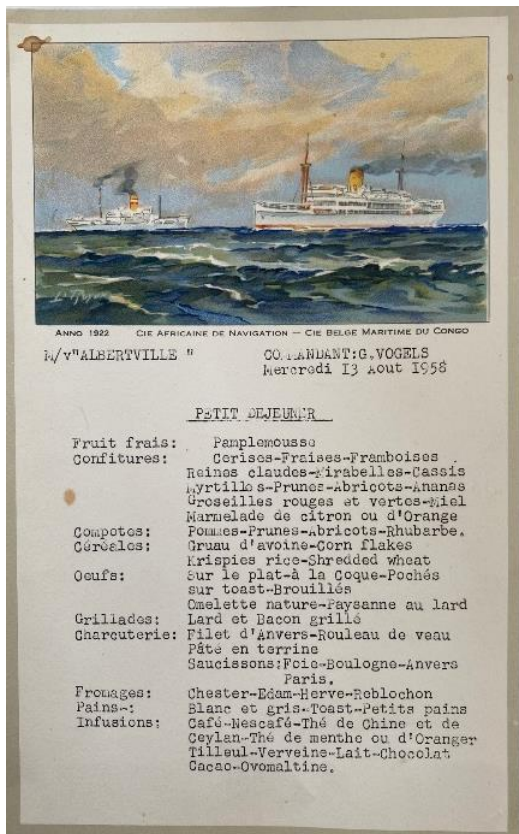 ANNO 1922 CIE AFRICAINE DE NAVIGATION – CIE BELGE MARITIME DU CONGO
M/v"ALBERTVILLE "
COMMANDANT:G.VOGELS
Mercredi 13 Aout 1958
PETIT DEJEUNER
Fruit frais: Pamplemousse
Confitures: Cerises-Fraises-Framboises
Reines claudes-Mirabelles-Cassis
Myrtilles-Prunes-Abricots-Ananas
Groseilles rouges et vertes-Miel
Marmelade de citron ou d'Orange
Compotes: Pommes-Prunes-Abricots-Rhubarbe.
Céréales: Gruau d'avoine-Corn flakes
Krispies rice-Shredded wheat
Oeufs: Sur le plat-à la Coque-Pochés
sur toast-Brouillés
Omelette nature-Paysanne au lard
Grillades: Lard et Bacon grillé
Charcuterie: Filet d'Anvers-Rouleau de veau
Pâté en terrine
Saucissons:Foie-Boulogne-Anvers
Paris.
Fromages: Chester-Edam-Herve-Reblochon
Pains-: Blanc et gris-Toast-Petits pains
Infusions: Café-Nescafé-Thé de Chine et de
Ceylan-Thé de menthe ou d'Oranger
Tilleul-Verveine-Lait-Chocolat
Cacao-Ovomaltine.